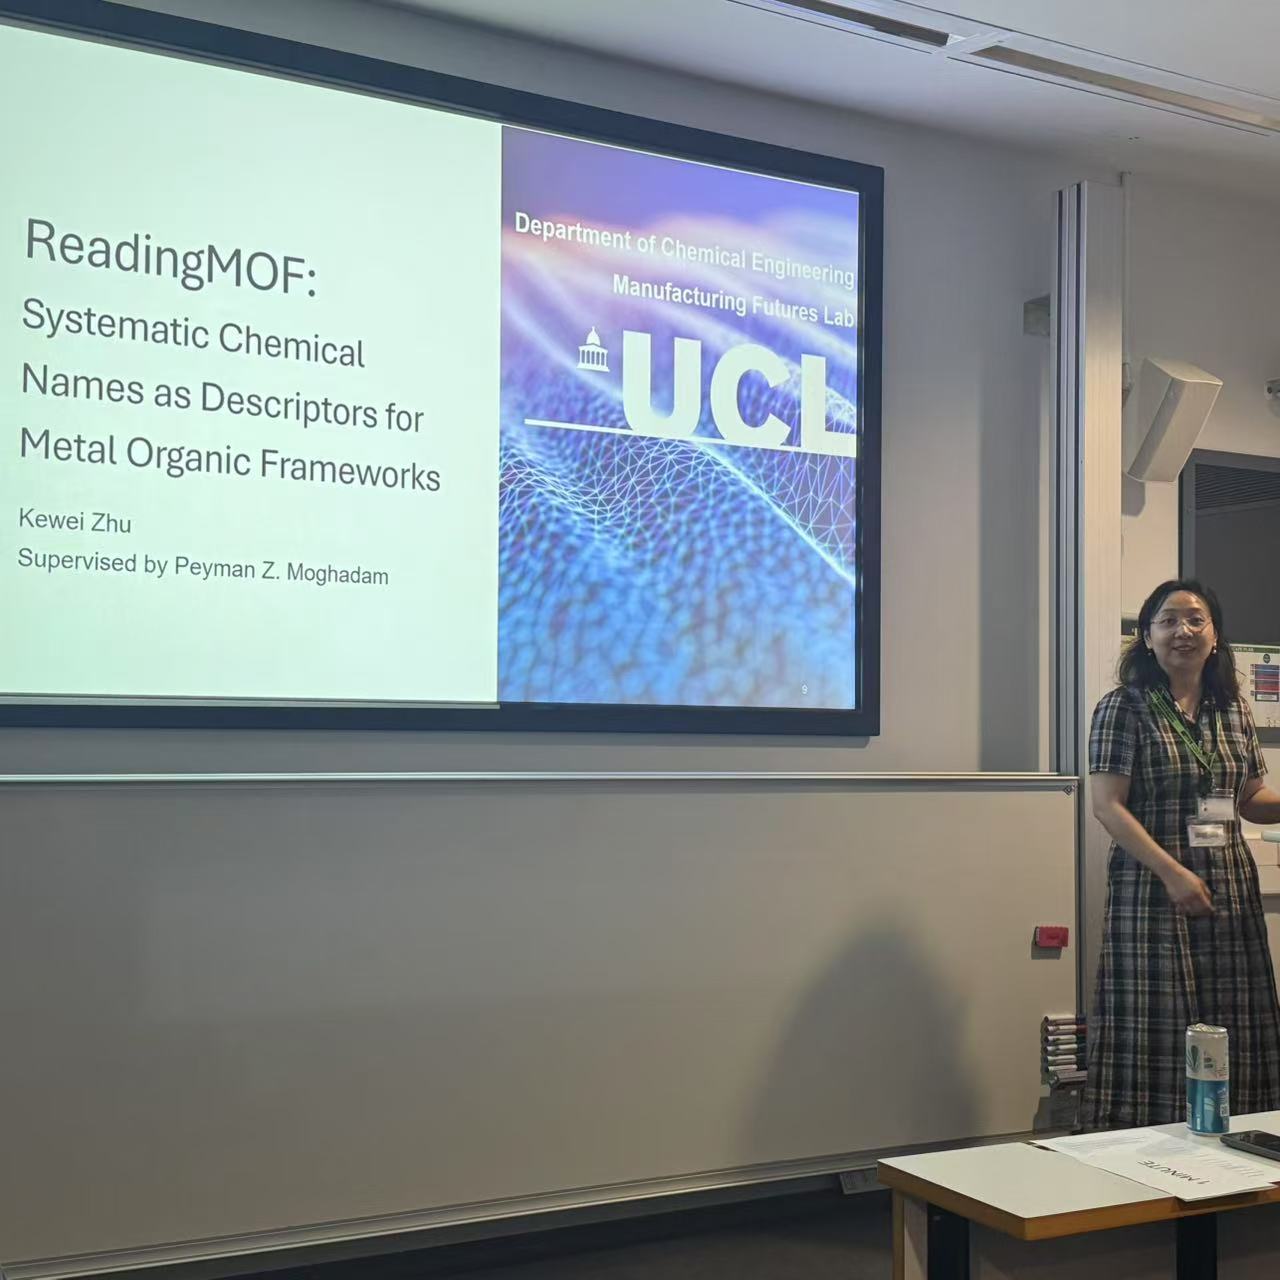 ReadingMOF:
Systematic Chemical
Names as Descriptors for
Metal Organic Frameworks
Kewei Zhu
Supervised by Peyman Z. Moghadam
Department of Chemical Engineering
Manufacturing Futures Lab
UCL
9
1 MINUTE